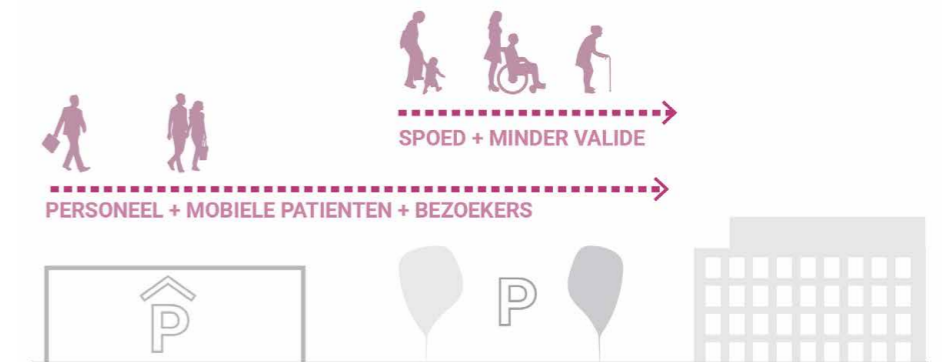 SPOED + MINDER VALIDE
PERSONEEL + MOBIELE PATIENTEN + BEZOEKERS
P
P